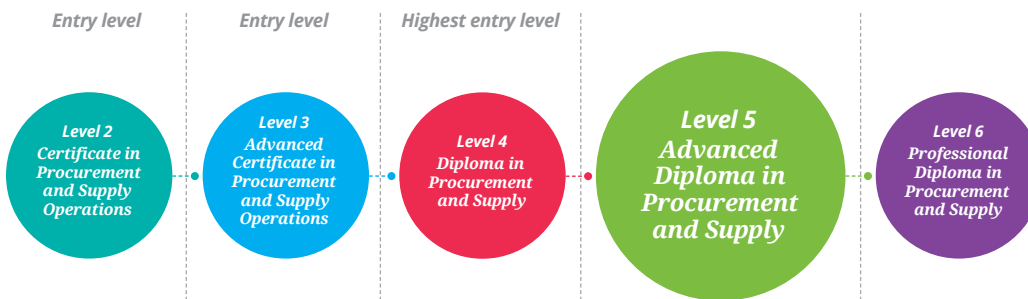 Entry level
Entry level
Highest entry level
Level 2
Certificate in
Procurement
and Supply
Operations
Level 3
Advanced
Certificate in
Procurement
and Supply
Operations
Level 4
Diploma in
Procurement
and Supply
Level 5
Advanced
Diploma in
Procurement
and Supply
Level 6
Professional
Diploma in
Procurement
and Supply